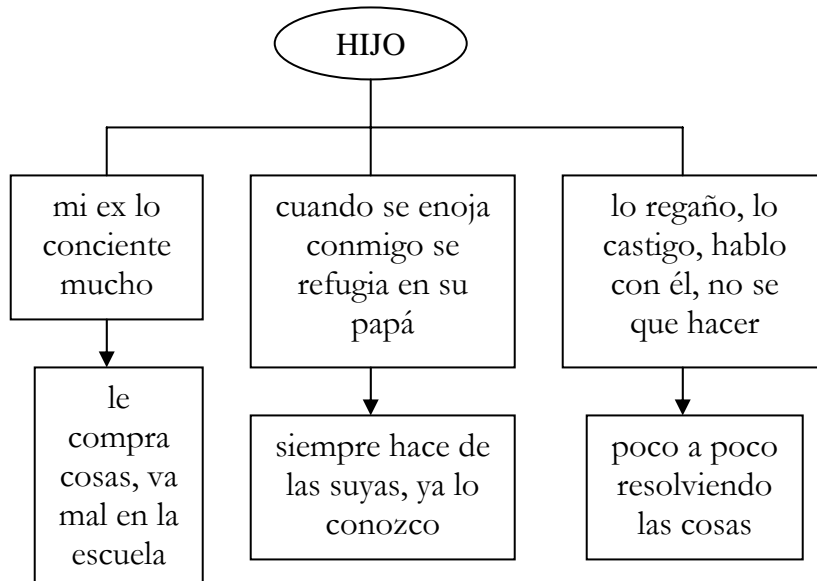 HIJO
mi ex lo
conciente
mucho
cuando se enoja
conmigo se
refugia en su
papá
lo regaño, lo
castigo, hablo
con él, no se
que hacer
le
compra
cosas, va
mal en la
escuela
siempre hace de
las suyas, ya lo
conozco
poco a poco
resolviendo
las cosas